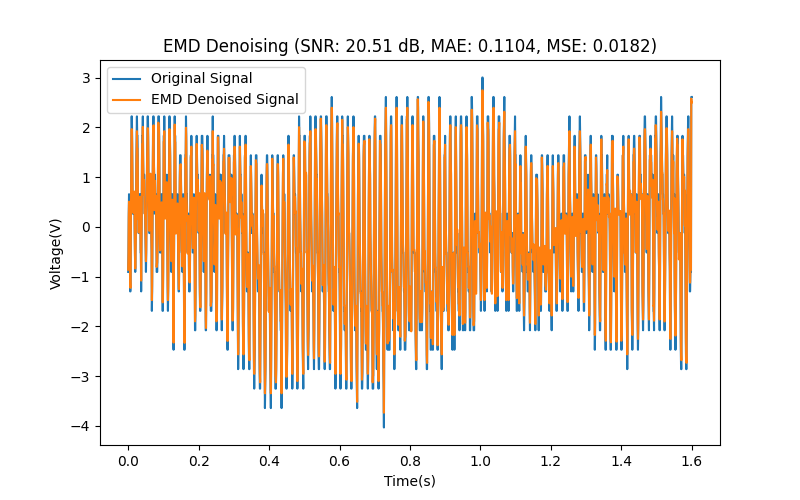 EMD Denoising (SNR: 20.51 dB, MAE: 0.1104, MSE: 0.0182)
Original Signal
EMD Denoised Signal
Voltage(V)
3
2
1
0
−1
−2
−3
−4
0.0 0.2 0.4 0.6 0.8 1.0 1.2 1.4 1.6
Time(s)